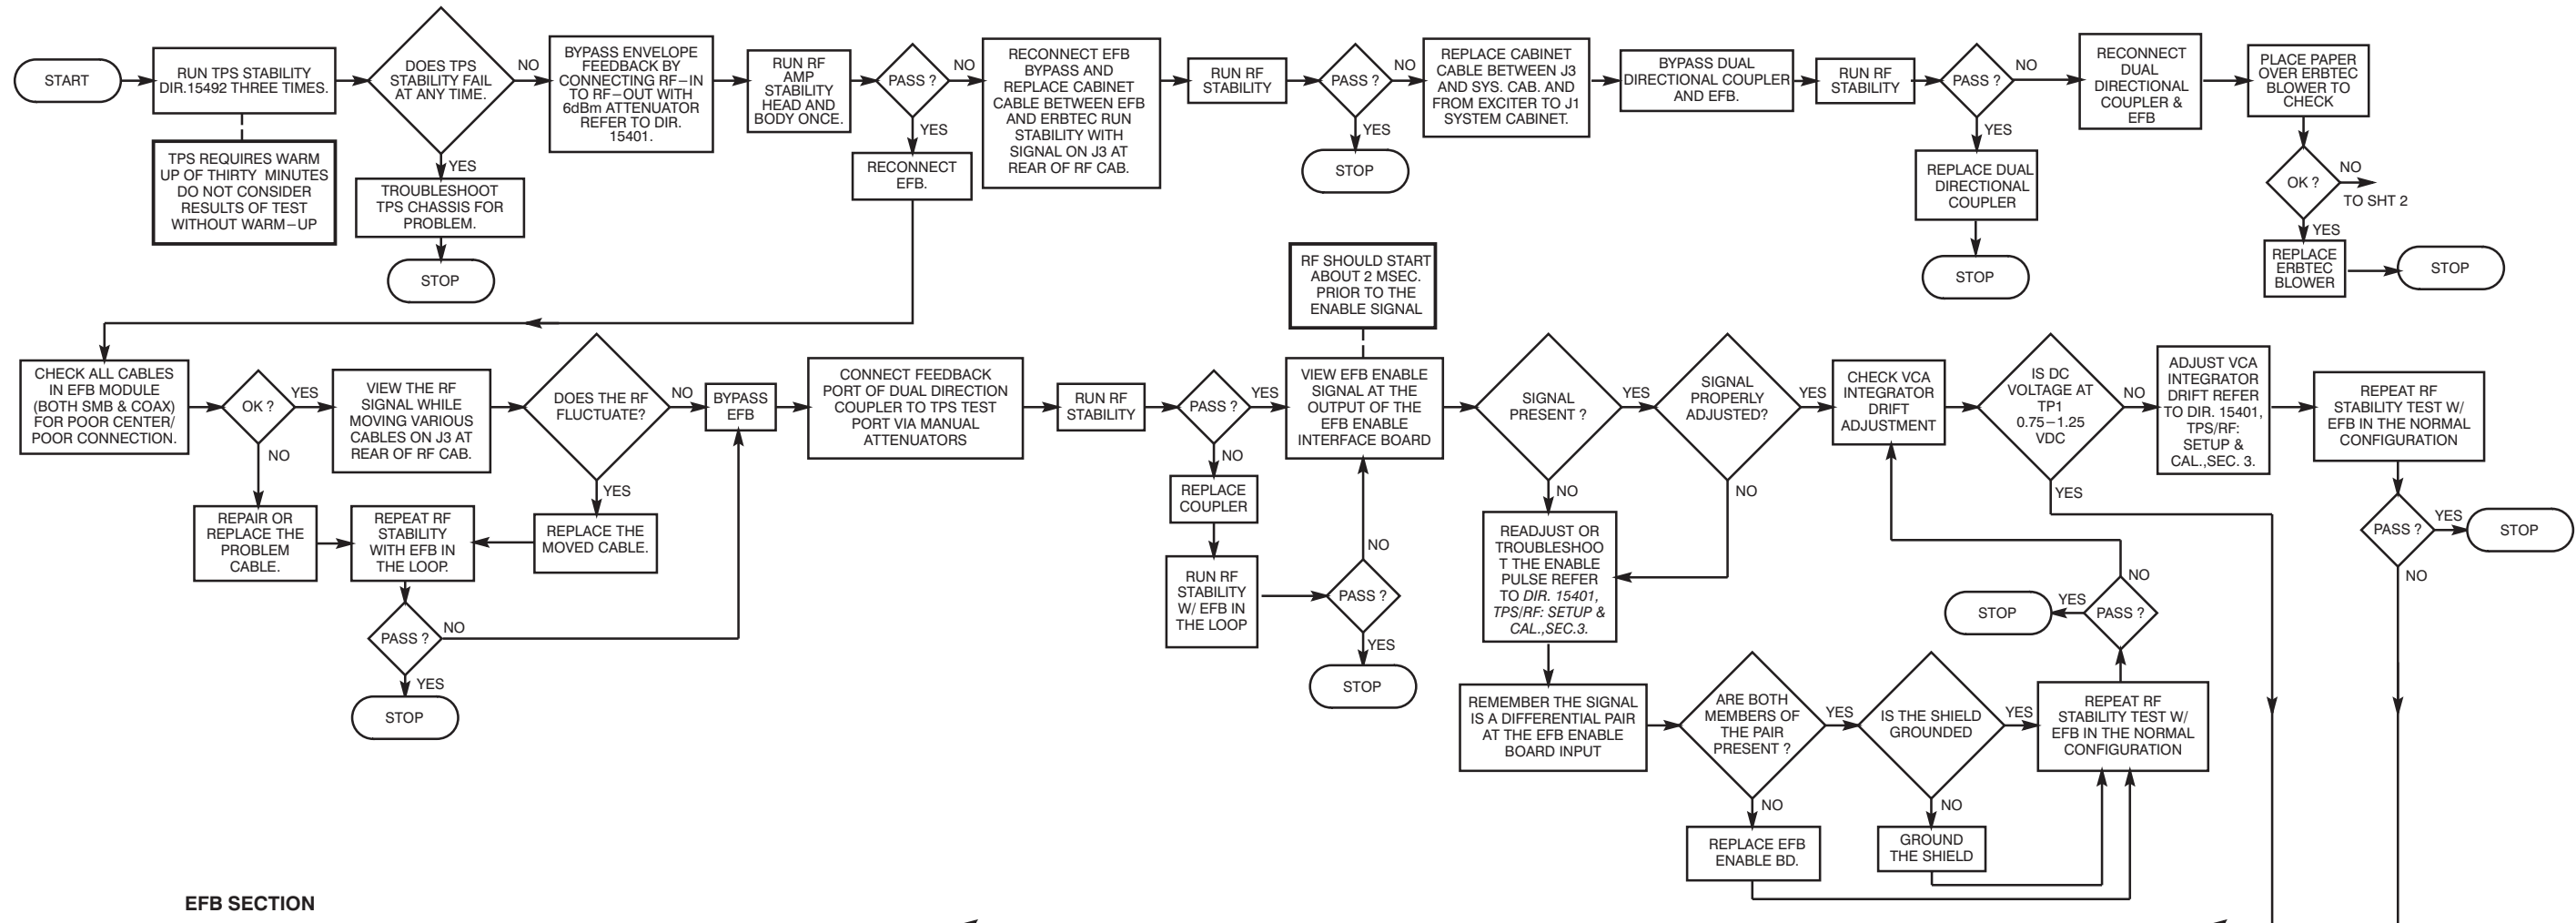 START
RUN TPS STABILITY
DIR.15492 THREE TIMES.
TPS REQUIRES WARM
UP OF THIRTY MINUTES
DO NOT CONSIDER
RESULTS OF TEST
WITHOUT WARM-UP
DOES TPS
STABILITY FAIL
AT ANY TIME.
NO
YES
TROUBLESHOOT
TPS CHASSIS FOR
PROBLEM.
STOP
BYPASS ENVELOPE
FEEDBACK BY
CONNECTING RF-IN
TO RF-OUT WITH
6dBm ATTENUATOR
REFER TO DIR.
15401.
RUN RF
AMP
STABILITY
HEAD AND
BODY ONCE.
PASS ?
NO
YES
RECONNECT
EFB.
RECONNECT EFB
BYPASS AND
REPLACE CABINET
CABLE BETWEEN EFB
AND ERBTEC RUN
STABILITY WITH
SIGNAL ON J3 AT
REAR OF RF CAB.
RUN RF
STABILITY
PASS ?
NO
YES
STOP
REPLACE CABINET
CABLE BETWEEN J3
AND SYS. CAB. AND
FROM EXCITER TO J1
SYSTEM CABINET.
BYPASS DUAL
DIRECTIONAL COUPLER
AND EFB.
RUN RF
STABILITY
PASS ?
NO
YES
REPLACE DUAL
DIRECTIONAL
COUPLER
STOP
RECONNECT
DUAL
DIRECTIONAL
COUPLER &
EFB
PLACE PAPER
OVER ERBTEC
BLOWER TO
CHECK
OK ?
NO
TO SHT 2
YES
REPLACE
ERBTEC
BLOWER
STOP
CHECK ALL CABLES
IN EFB MODULE
(BOTH SMB & COAX)
FOR POOR CENTER/
POOR CONNECTION.
OK ?
YES
NO
REPAIR OR
REPLACE THE
PROBLEM
CABLE.
VIEW THE RF
SIGNAL WHILE
MOVING VARIOUS
CABLES ON J3 AT
REAR OF RF CAB.
DOES THE RF
FLUCTUATE?
NO
YES
REPLACE THE
MOVED CABLE.
REPEAT RF
STABILITY
WITH EFB IN
THE LOOP.
PASS ?
NO
YES
STOP
BYPASS
EFB
CONNECT FEEDBACK
PORT OF DUAL DIRECTION
COUPLER TO TPS TEST
PORT VIA MANUAL
ATTENUATORS
RUN RF
STABILITY
PASS ?
YES
NO
REPLACE
COUPLER
RUN RF
STABILITY
W/ EFB IN
THE LOOP
PASS ?
NO
YES
STOP
RF SHOULD START
ABOUT 2 MSEC.
PRIOR TO THE
ENABLE SIGNAL
VIEW EFB ENABLE
SIGNAL AT THE
OUTPUT OF THE
EFB ENABLE
INTERFACE BOARD
SIGNAL
PRESENT ?
YES
NO
SIGNAL
PROPERLY
ADJUSTED?
YES
NO
READJUST OR
TROUBLESHOO
T THE ENABLE
PULSE REFER
TO DIR. 15401,
TPS/RF: SETUP &
CAL.,SEC.3.
REMEMBER THE SIGNAL
IS A DIFFERENTIAL PAIR
AT THE EFB ENABLE
BOARD INPUT
ARE BOTH
MEMBERS OF
THE PAIR
PRESENT ?
YES
NO
REPLACE EFB
ENABLE BD.
IS THE SHIELD
GROUNDED
YES
NO
GROUND
THE SHIELD
REPEAT RF
STABILITY TEST W/
EFB IN THE NORMAL
CONFIGURATION
PASS ?
YES
NO
STOP
CHECK VCA
INTEGRATOR
DRIFT
ADJUSTMENT
IS DC
VOLTAGE AT
TP1
0.75-1.25
VDC
NO
YES
ADJUST VCA
INTEGRATOR
DRIFT REFER
TO DIR. 15401,
TPS/RF:
SETUP &
CAL.,SEC. 3.
REPEAT RF
STABILITY TEST W/
EFB IN THE NORMAL
CONFIGURATION
PASS ?
YES
NO
STOP
EFB SECTION